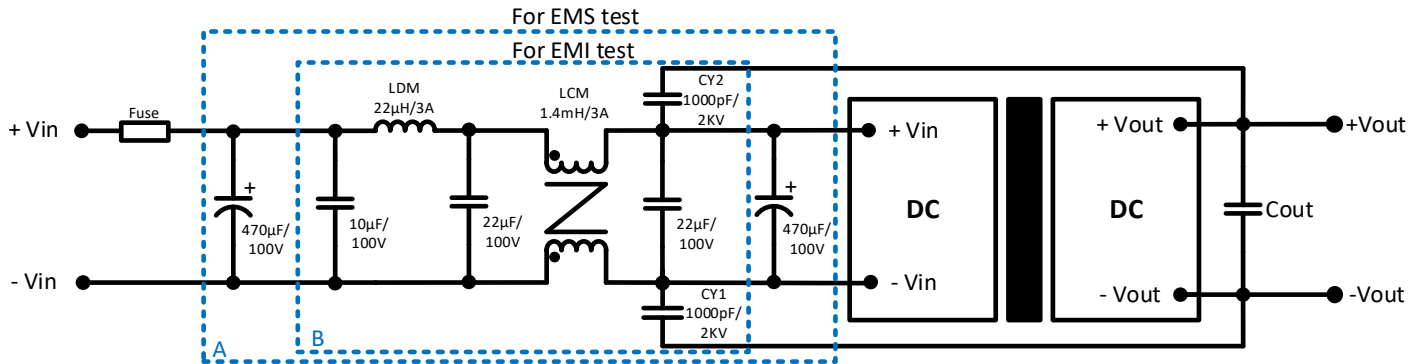 For EMS test
For EMI test
LDM
22μH/3A
LCM
1.4mH/3A
CY2
1000pF/
2KV
Fuse
+ Vin
+ Vin
+ Vout
+Vout
+
470μF/
100V
10μF/
100V
22μF/
100V
22μF/
100V
+
470μF/
100V
DC
DC
Cout
- Vin
- Vin
- Vout
-Vout
CY1
1000pF/
2KV
A
B